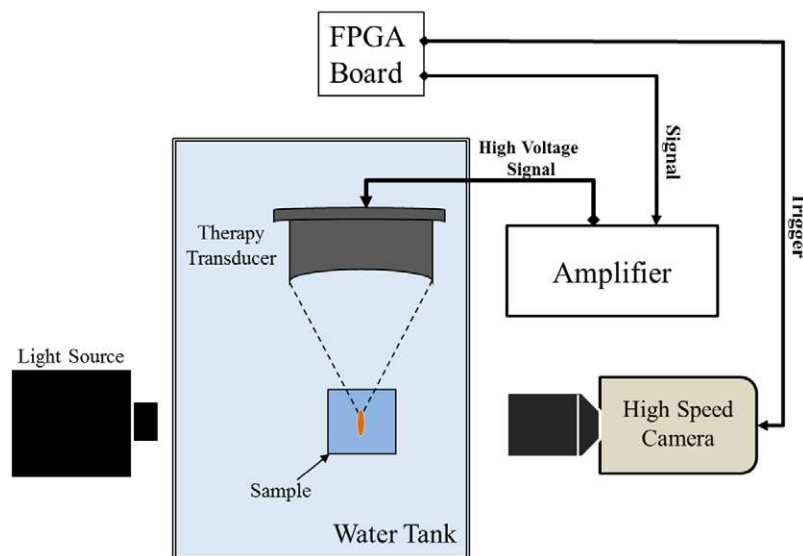 FPGA
Board
High Voltage
Signal
Signal
Trigger
Therapy
Transducer
Amplifier
Light Source
High Speed
Camera
Sample
Water Tank